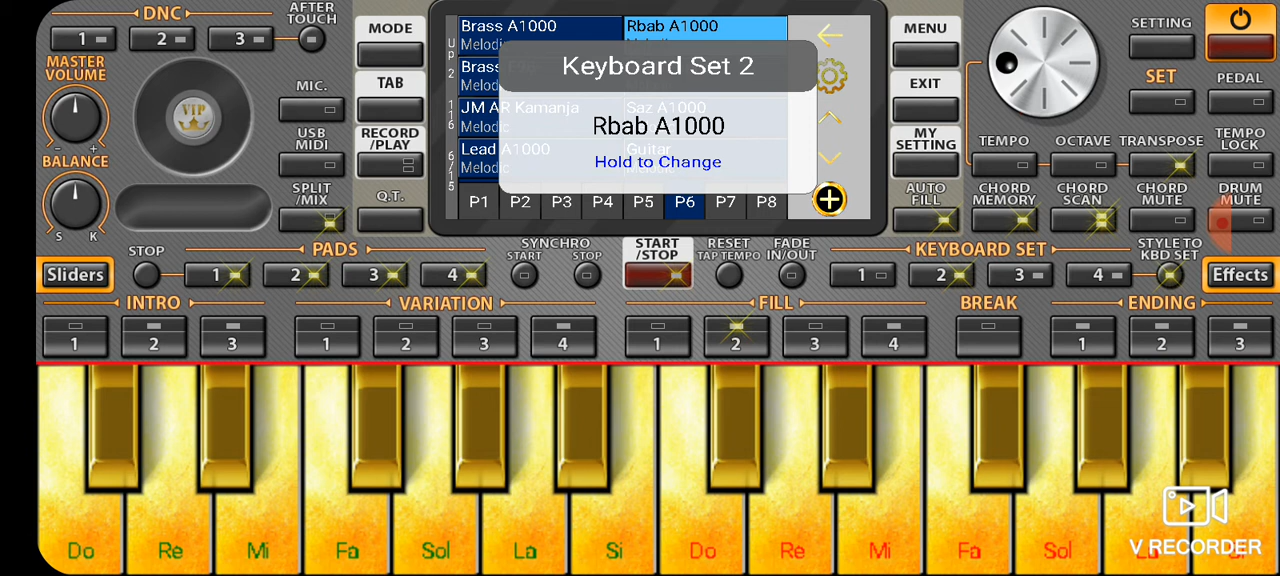 DNC
AFTER
TOUCH
1
2
3
MASTER
VOLUME
- +
BALANCE
S K
VIP
MIC.
USB
MIDI
SPLIT
/MIX
MODE
TAB
RECORD
/PLAY
Q.T.
Brass A1000
Melodic
Rbab A1000
Brass
Melodic
JM AR Kamanja
Melodic
Saz A1000
Lead A1000
Melodic
Guitar
Keyboard Set 2
Rbab A1000
Hold to Change
P1 P2 P3 P4 P5 P6 P7 P8
MENU
EXIT
MY
SETTING
AUTO
FILL
SETTING
SET
PEDAL
TEMPO
OCTAVE
TRANSPOSE
TEMPO
LOCK
CHORD
MEMORY
CHORD
SCAN
CHORD
MUTE
DRUM
MUTE
STOP
PADS
1 2 3 4
SYNCHRO
START STOP
START
/STOP
RESET
TAP TEMPO
FADE
IN/OUT
KEYBOARD SET
1 2 3 4
STYLE TO
KBD SET
Sliders
Effects
INTRO
1 2 3
VARIATION
1 2 3 4
FILL
1 2 3 4
BREAK
ENDING
1 2 3
Do Re Mi Fa Sol La Si Do Re Mi Fa Sol
V RECORDER